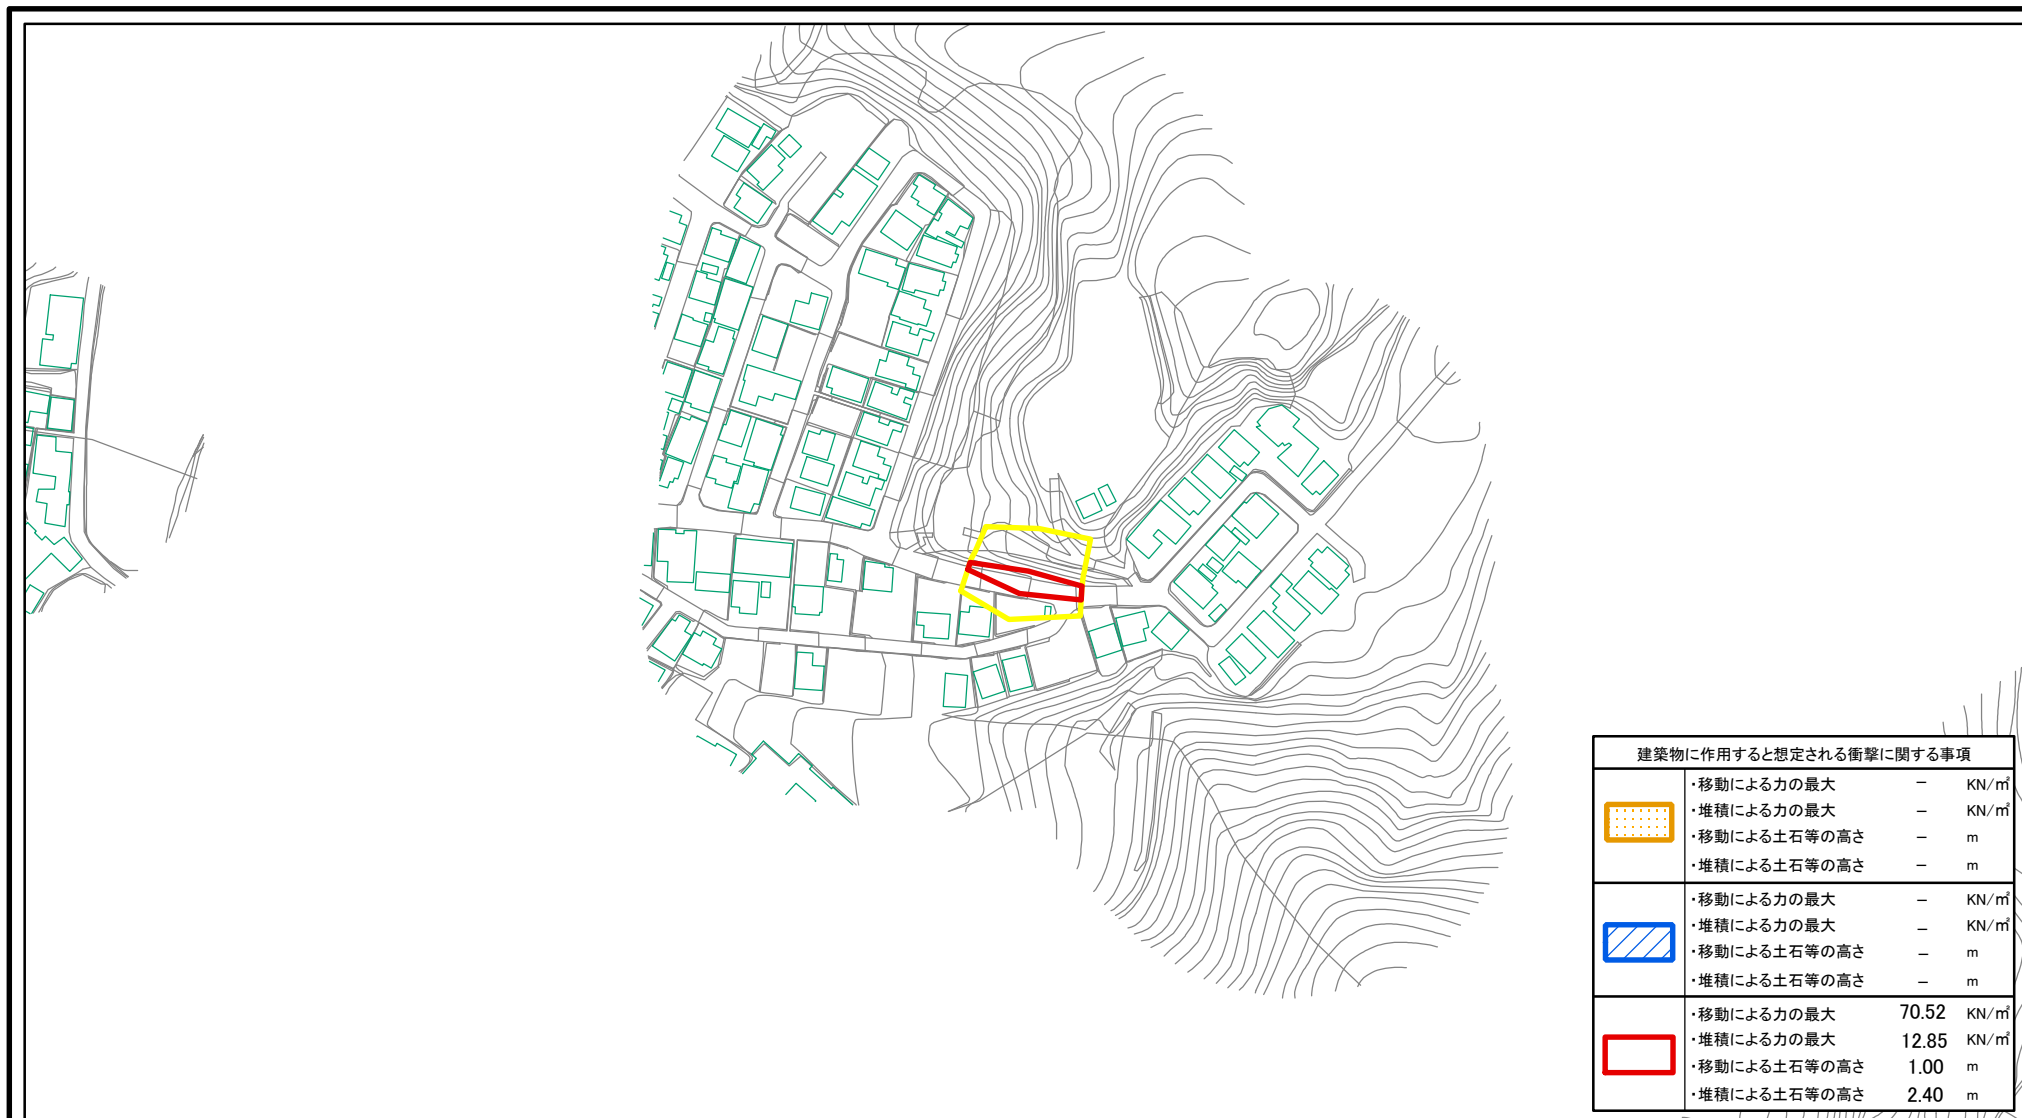 建築物に作用すると想定される衝撃に関する事項
・移動による力の最大 － KN/㎡
・堆積による力の最大 － KN/㎡
・移動による土石等の高さ － m
・堆積による土石等の高さ － m
・移動による力の最大 － KN/㎡
・堆積による力の最大 － KN/㎡
・移動による土石等の高さ － m
・堆積による土石等の高さ － m
・移動による力の最大 70.52 KN/㎡
・堆積による力の最大 12.85 KN/㎡
・移動による土石等の高さ 1.00 m
・堆積による土石等の高さ 2.40 m